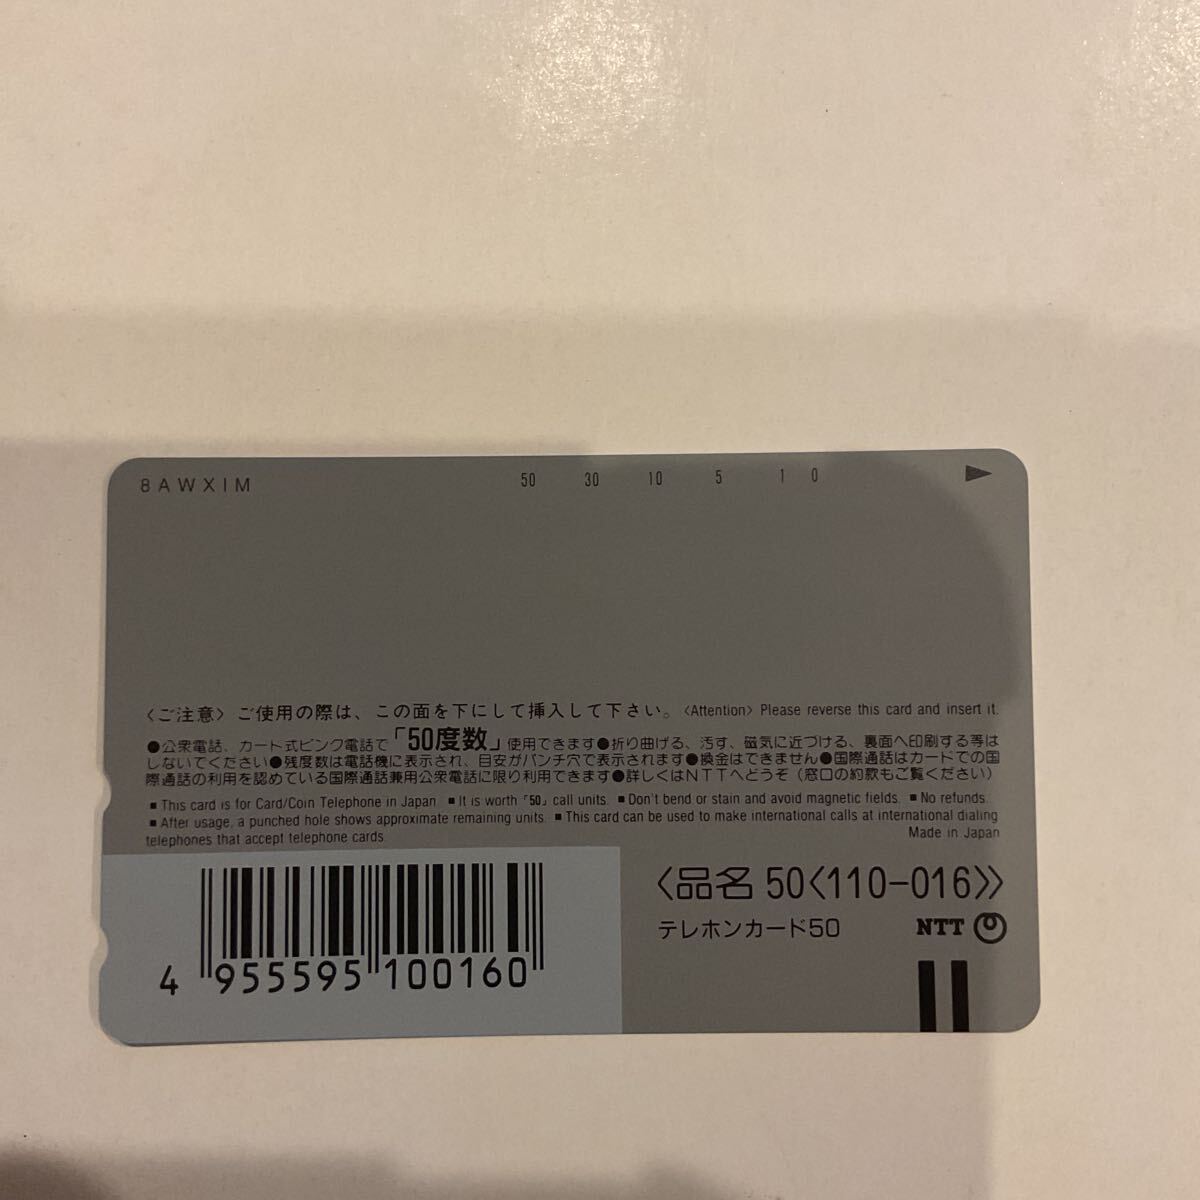 8AWXIM 50 30 10 5 1 0
〈ご注意〉ご使用の際は、この面を下にして挿入して下さい。〈Attention〉Please reverse this card and insert it.
●公衆電話、カード式ピンク電話で「50度数」使用できます●折り曲げる、汚す、磁気に近づける、裏面へ印刷する等は
しないでください●残度数は電話機に表示され、目安がパンチ穴で表示されます●換金はできません●国際通話はカードでの国
際通話の利用を認めている国際通話兼用公衆電話に限り利用できます●詳しくはNTTへどうぞ（窓口の約款もご覧ください）
■This card is for Card/Coin Telephone in Japan. ■It is worth「50」call units. ■Don't bend or stain and avoid magnetic fields. ■No refunds.
■After usage, a punched hole shows approximate remaining units. ■This card can be used to make international calls at international dialing
telephones that accept telephone cards. Made in Japan
〈品名 50〈110-016〉〉
テレホンカード50 NTT
4 955595 100160